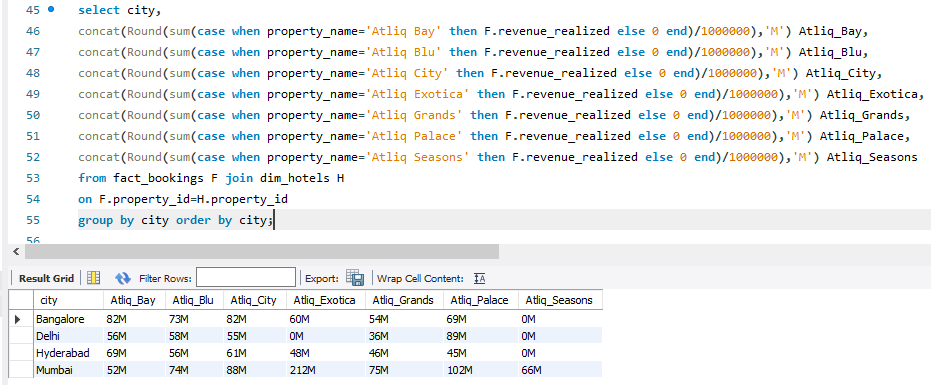 45 select city,
46 concat(Round(sum(case when property_name='Atliq Bay' then F.revenue_realized else 0 end)/1000000),'M') Atliq_Bay,
47 concat(Round(sum(case when property_name='Atliq Blu' then F.revenue_realized else 0 end)/1000000),'M') Atliq_Blu,
48 concat(Round(sum(case when property_name='Atliq City' then F.revenue_realized else 0 end)/1000000),'M') Atliq_City,
49 concat(Round(sum(case when property_name='Atliq Exotica' then F.revenue_realized else 0 end)/1000000),'M') Atliq_Exotica,
50 concat(Round(sum(case when property_name='Atliq Grands' then F.revenue_realized else 0 end)/1000000),'M') Atliq_Grands,
51 concat(Round(sum(case when property_name='Atliq Palace' then F.revenue_realized else 0 end)/1000000),'M') Atliq_Palace,
52 concat(Round(sum(case when property_name='Atliq Seasons' then F.revenue_realized else 0 end)/1000000),'M') Atliq_Seasons
53 from fact_bookings F join dim_hotels H
54 on F.property_id=H.property_id
55 group by city order by city;
56
Result Grid Filter Rows: Export: Wrap Cell Content:
city Atliq_Bay Atliq_Blu Atliq_City Atliq_Exotica Atliq_Grands Atliq_Palace Atliq_Seasons
Bangalore 82M 73M 82M 60M 54M 69M 0M
Delhi 56M 58M 55M 0M 36M 89M 0M
Hyderabad 69M 56M 61M 48M 46M 45M 0M
Mumbai 52M 74M 88M 212M 75M 102M 66M